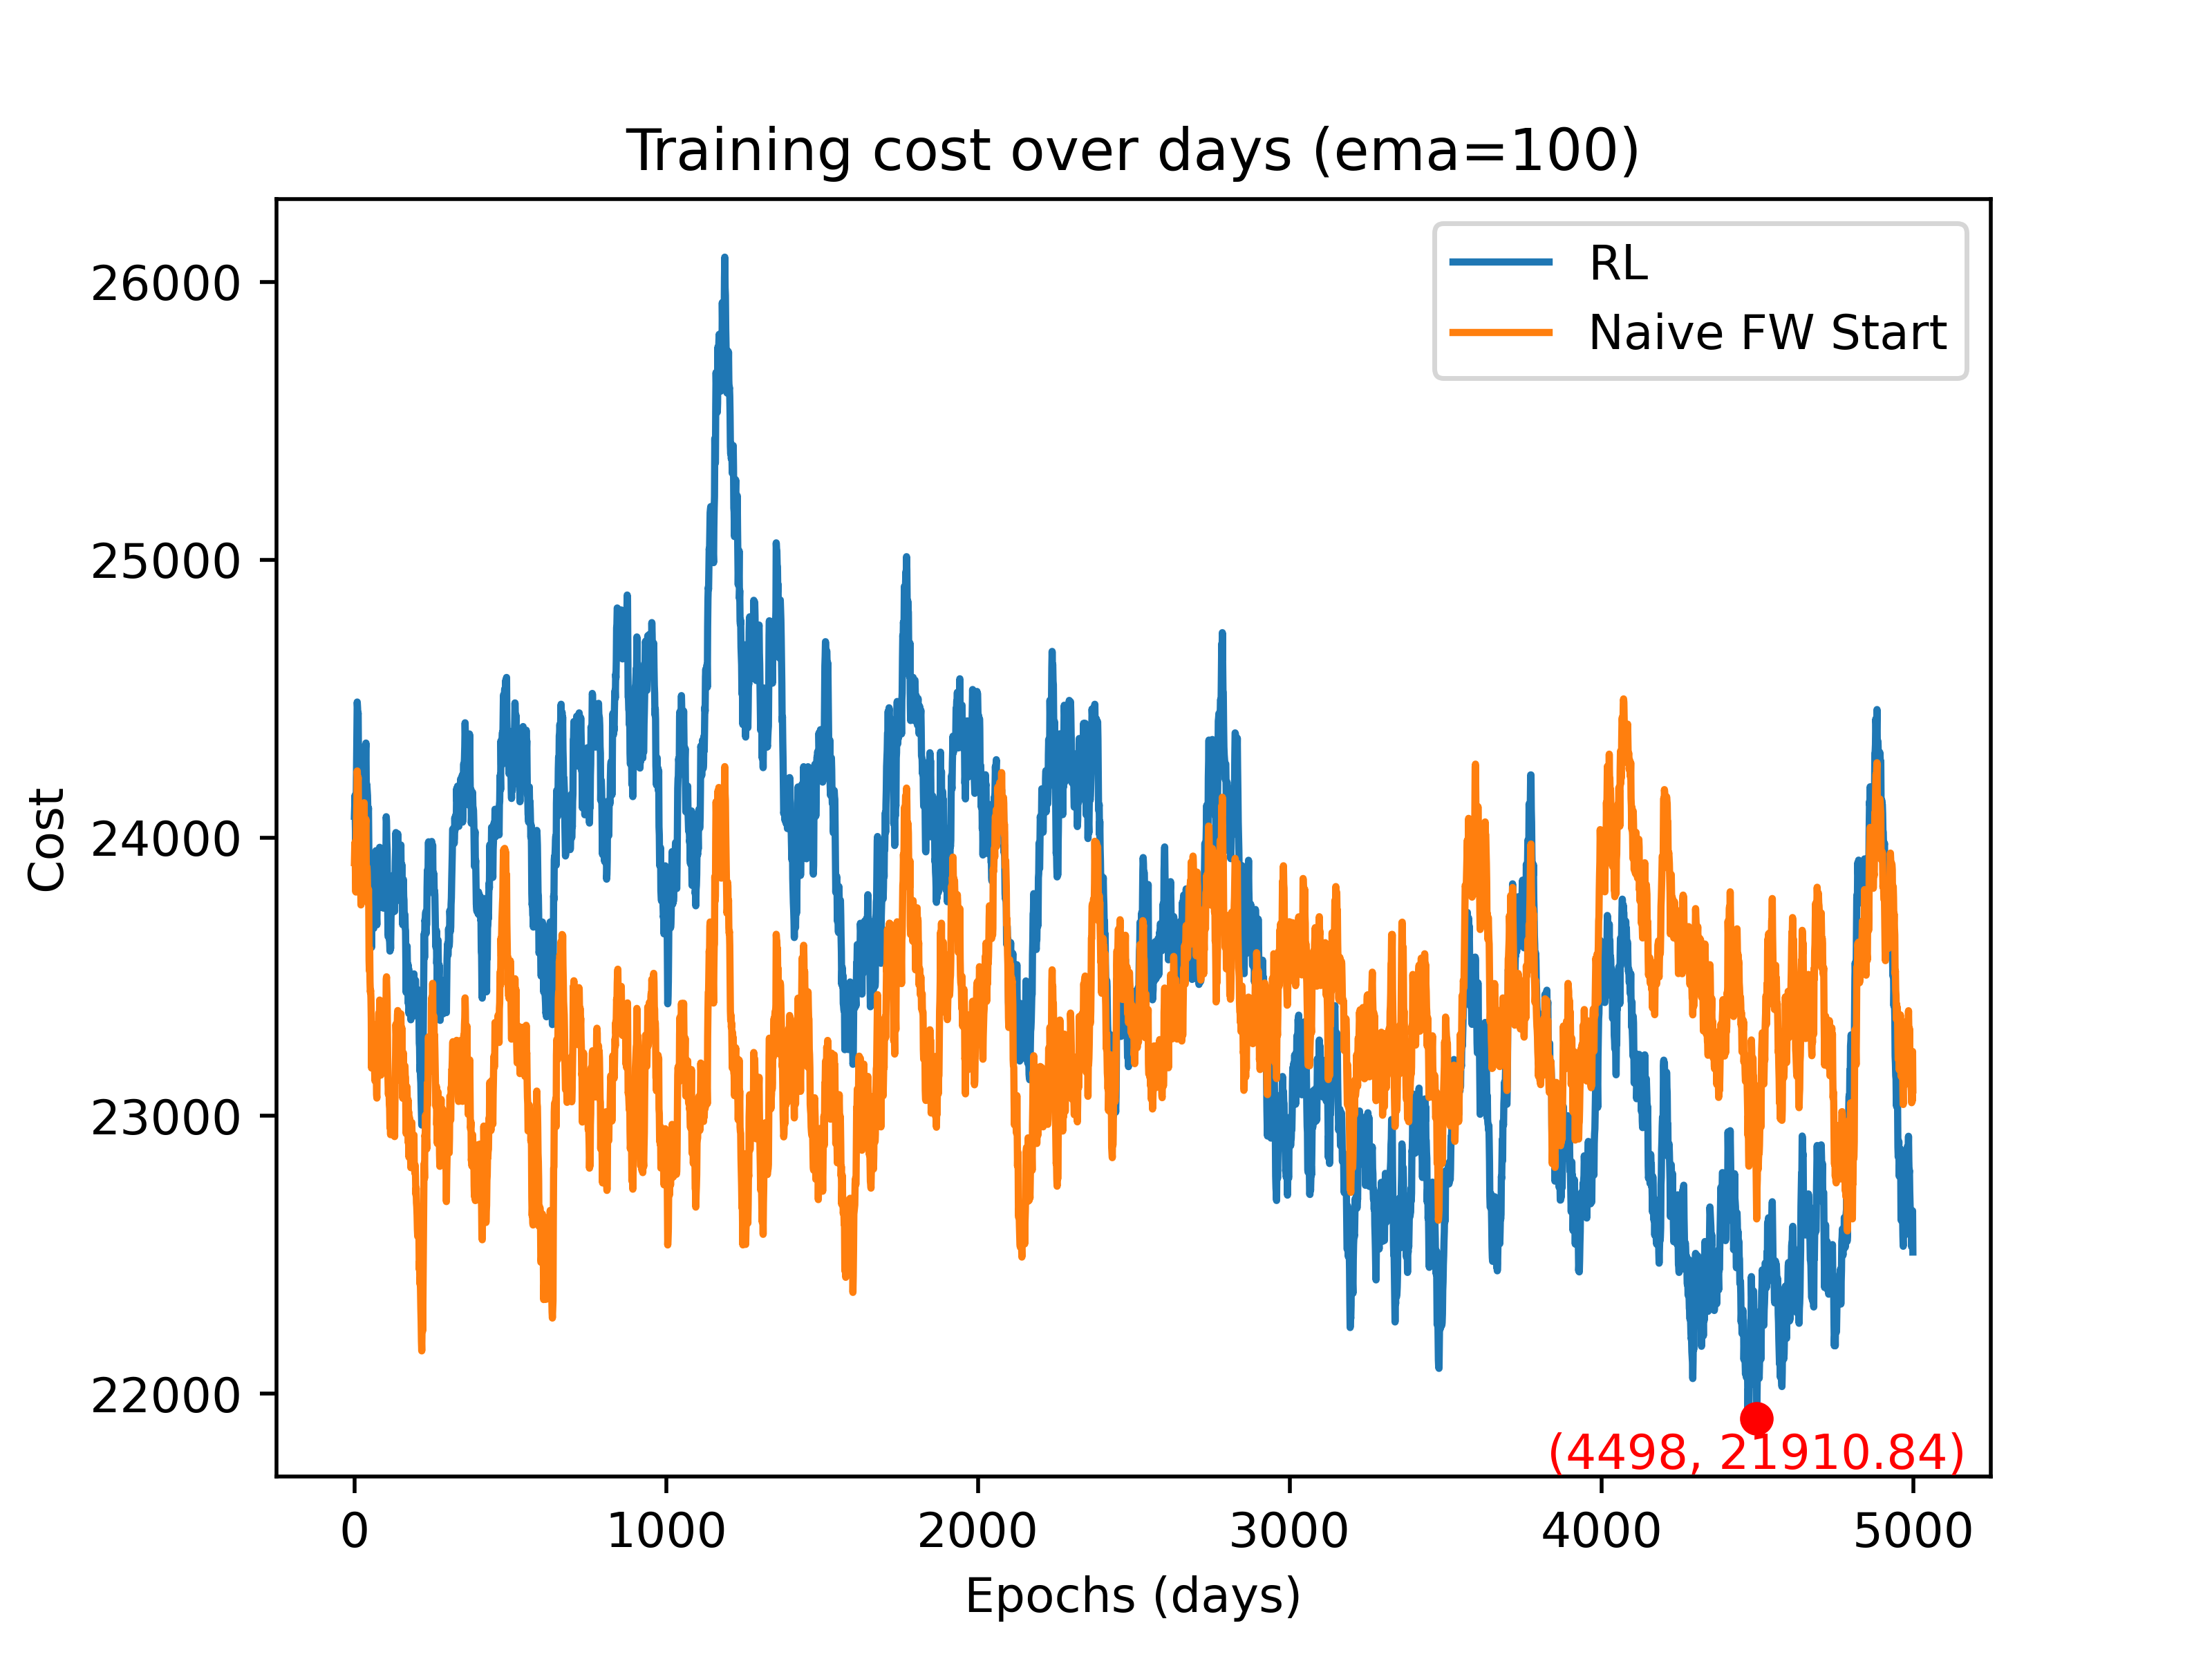 Training cost over days (ema=100)
RL
Naive FW Start
26000
25000
24000
23000
22000
Cost
(4498, 21910.84)
0 1000 2000 3000 4000 5000
Epochs (days)